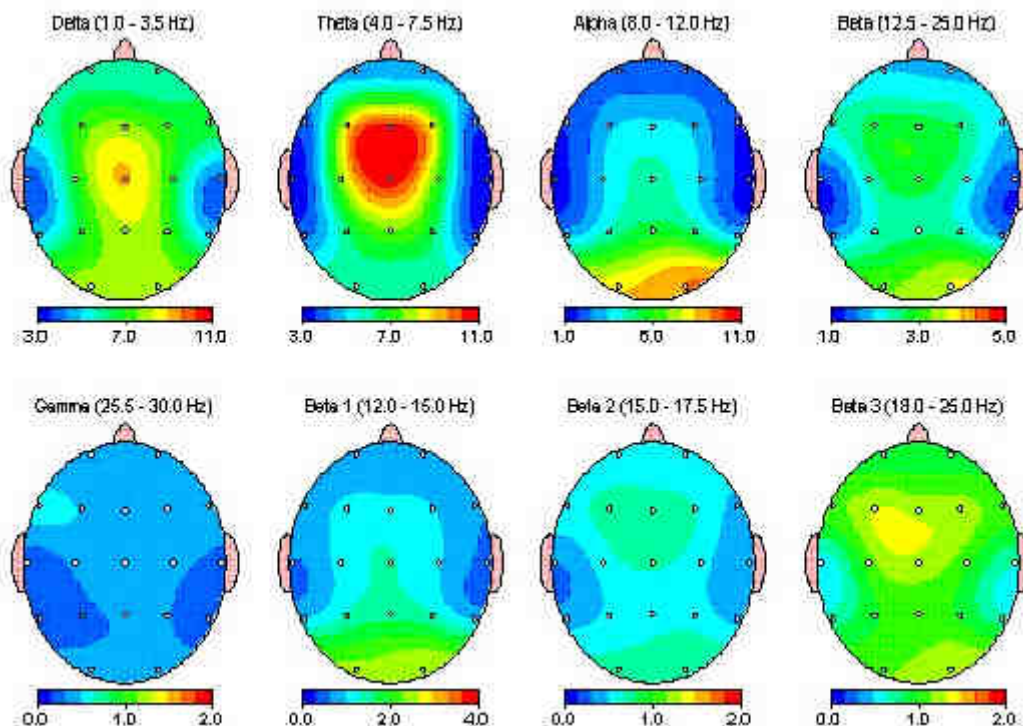 Delta (1.0 - 3.5 Hz)
Theta (4.0 - 7.5 Hz)
Alpha (8.0 - 12.0 Hz)
Beta (12.5 - 25.0 Hz)
3.0 7.0 11.0
3.0 7.0 11.0
1.0 6.0 11.0
1.0 3.0 5.0
Gamma (25.5 - 30.0 Hz)
Beta 1 (12.0 - 15.0 Hz)
Beta 2 (15.0 - 17.5 Hz)
Beta 3 (18.0 - 25.0 Hz)
0.0 1.0 2.0
0.0 2.0 4.0
0.0 1.0 2.0
0.0 1.0 2.0